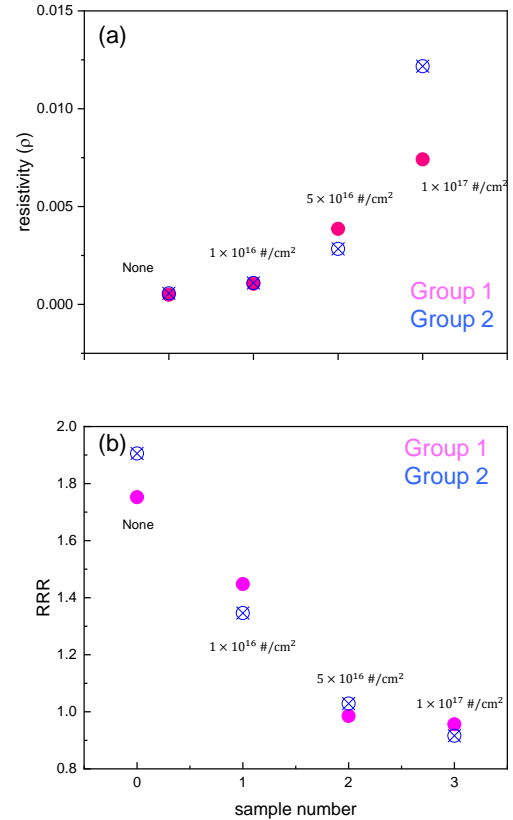 (a)
0.015
0.010
0.005
0.000
resistivity (ρ)
None
1 × 10¹⁶ #/cm²
5 × 10¹⁶ #/cm²
1 × 10¹⁷ #/cm²
Group 1
Group 2
(b)
2.0
1.8
1.6
1.4
1.2
1.0
0.8
RRR
Group 1
Group 2
None
1 × 10¹⁶ #/cm²
5 × 10¹⁶ #/cm²
1 × 10¹⁷ #/cm²
0 1 2 3
sample number